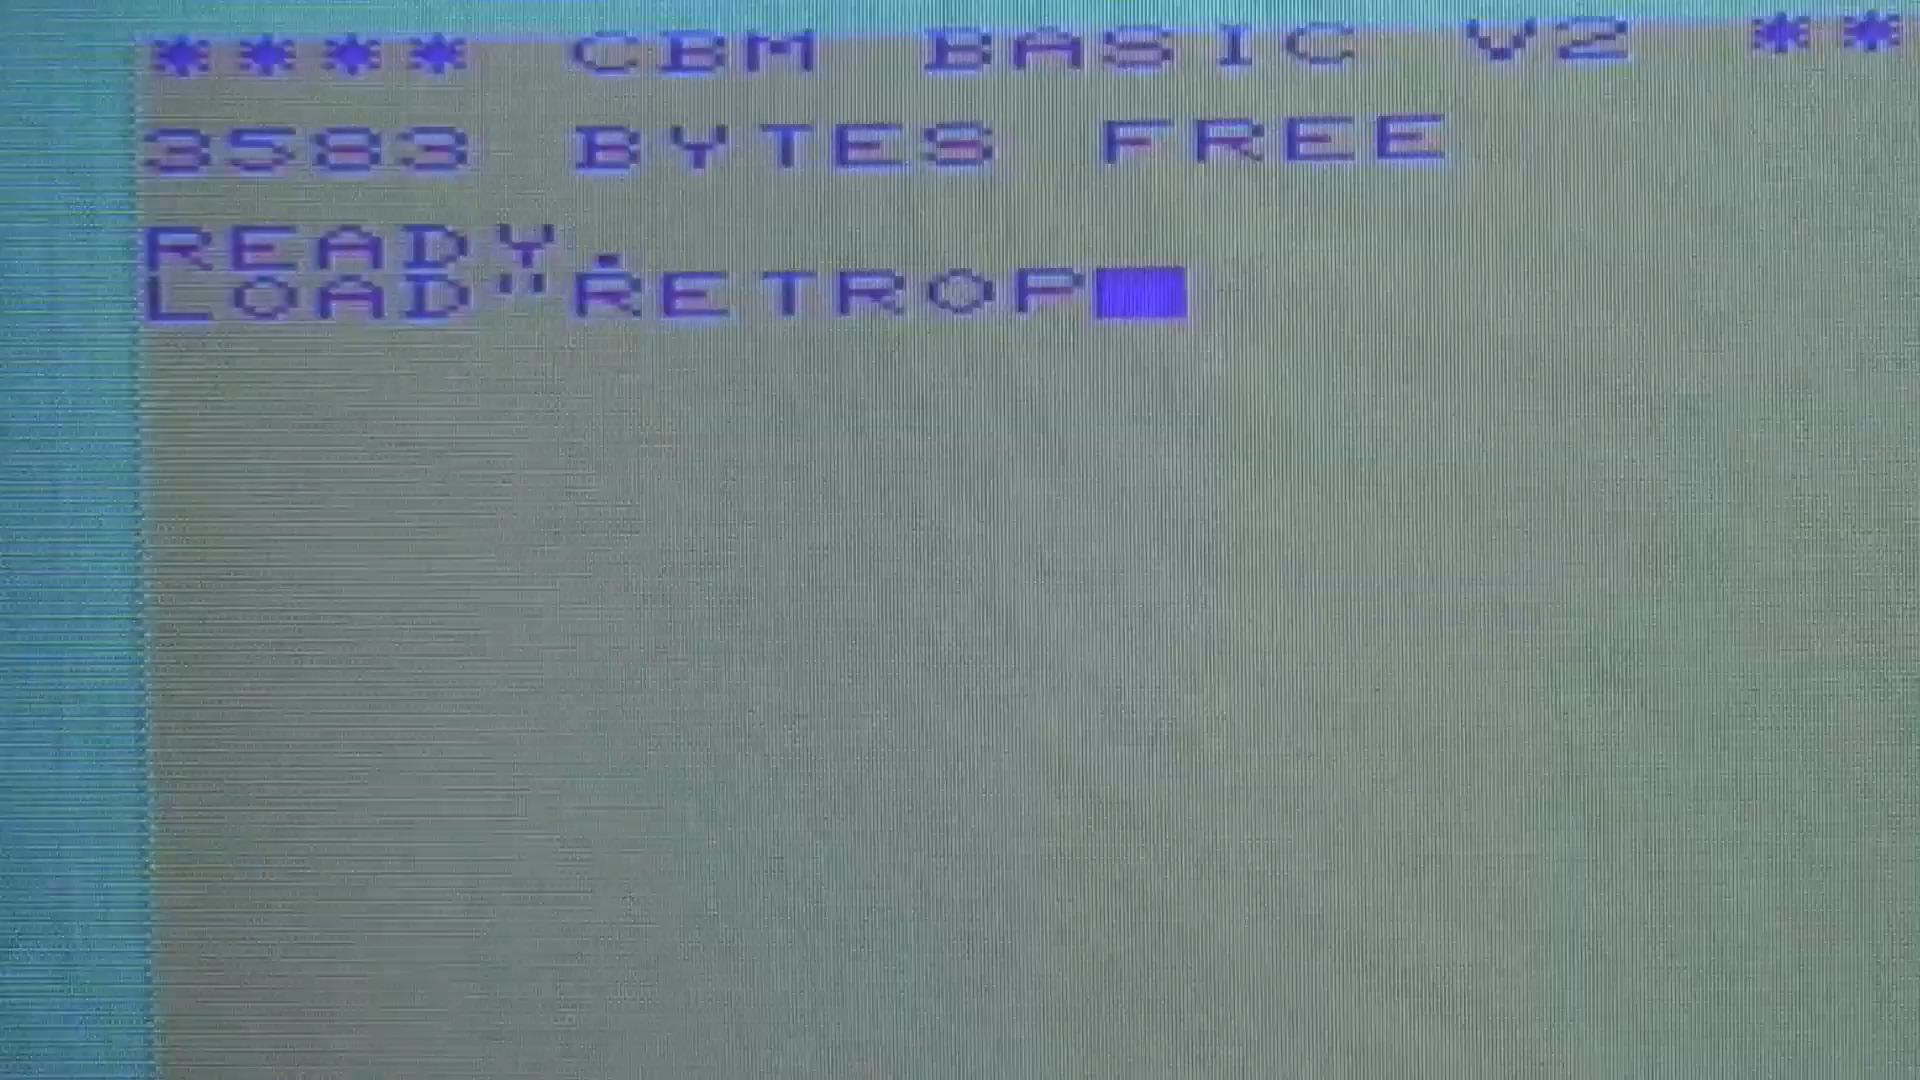 **** CBM BASIC V2 **
3583 BYTES FREE
READY.
LOAD"RETROP